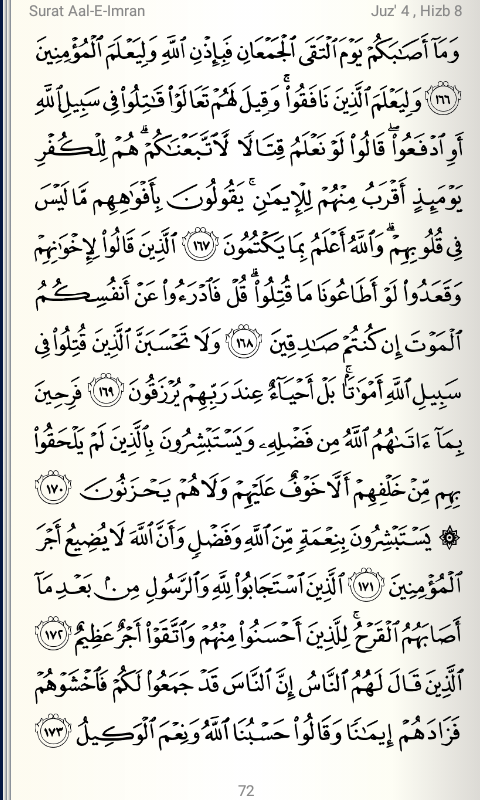 Surat Aal-E-Imran
Juz' 4 , Hizb 8
وَمَآ أَصَٰبَكُمْ يَوْمَ ٱلْتَقَى ٱلْجَمْعَانِ فَبِإِذْنِ ٱللَّهِ وَلِيَعْلَمَ ٱلْمُؤْمِنِينَ
١٦٦ وَلِيَعْلَمَ ٱلَّذِينَ نَافَقُوا۟ ۚ وَقِيلَ لَهُمْ تَعَالَوْا۟ قَٰتِلُوا۟ فِى سَبِيلِ ٱللَّهِ
أَوِ ٱدْفَعُوا۟ ۖ قَالُوا۟ لَوْ نَعْلَمُ قِتَالًا لَّٱتَّبَعْنَٰكُمْ ۗ هُمْ لِلْكُفْرِ
يَوْمَئِذٍ أَقْرَبُ مِنْهُمْ لِلْإِيمَٰنِ ۚ يَقُولُونَ بِأَفْوَٰهِهِم مَّا لَيْسَ
فِى قُلُوبِهِمْ ۗ وَٱللَّهُ أَعْلَمُ بِمَا يَكْتُمُونَ ١٦٧ ٱلَّذِينَ قَالُوا۟ لِإِخْوَٰنِهِمْ
وَقَعَدُوا۟ لَوْ أَطَاعُونَا مَا قُتِلُوا۟ ۗ قُلْ فَٱدْرَءُوا۟ عَنْ أَنفُسِكُمُ
ٱلْمَوْتَ إِن كُنتُمْ صَٰدِقِينَ ١٦٨ وَلَا تَحْسَبَنَّ ٱلَّذِينَ قُتِلُوا۟ فِى
سَبِيلِ ٱللَّهِ أَمْوَٰتًۢا ۚ بَلْ أَحْيَآءٌ عِندَ رَبِّهِمْ يُرْزَقُونَ ١٦٩ فَرِحِينَ
بِمَآ ءَاتَىٰهُمُ ٱللَّهُ مِن فَضْلِهِۦ وَيَسْتَبْشِرُونَ بِٱلَّذِينَ لَمْ يَلْحَقُوا۟
بِهِم مِّنْ خَلْفِهِمْ أَلَّا خَوْفٌ عَلَيْهِمْ وَلَا هُمْ يَحْزَنُونَ ١٧٠
۞ يَسْتَبْشِرُونَ بِنِعْمَةٍ مِّنَ ٱللَّهِ وَفَضْلٍ وَأَنَّ ٱللَّهَ لَا يُضِيعُ أَجْرَ
ٱلْمُؤْمِنِينَ ١٧١ ٱلَّذِينَ ٱسْتَجَابُوا۟ لِلَّهِ وَٱلرَّسُولِ مِنۢ بَعْدِ مَآ
أَصَابَهُمُ ٱلْقَرْحُ ۚ لِلَّذِينَ أَحْسَنُوا۟ مِنْهُمْ وَٱتَّقَوْا۟ أَجْرٌ عَظِيمٌ ١٧٢
ٱلَّذِينَ قَالَ لَهُمُ ٱلنَّاسُ إِنَّ ٱلنَّاسَ قَدْ جَمَعُوا۟ لَكُمْ فَٱخْشَوْهُمْ
فَزَادَهُمْ إِيمَٰنًا وَقَالُوا۟ حَسْبُنَا ٱللَّهُ وَنِعْمَ ٱلْوَكِيلُ ١٧٣
72